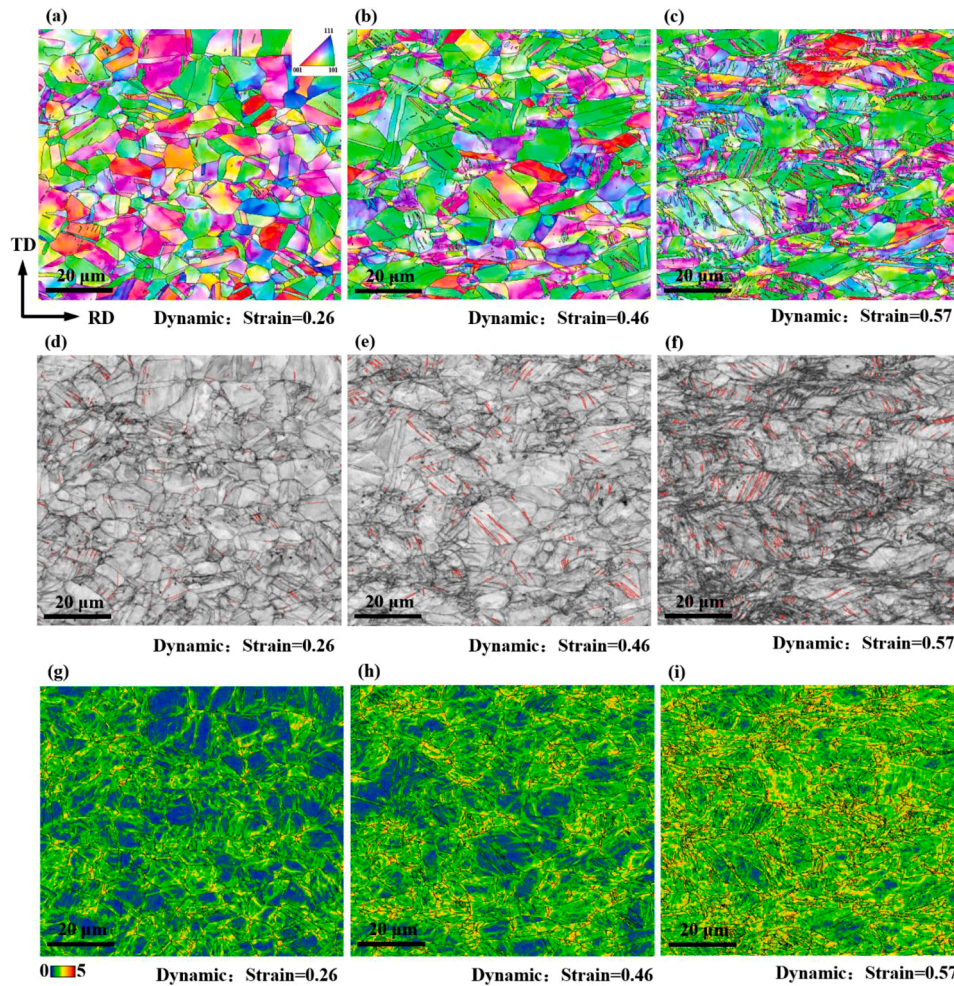 (a)
(b)
(c)
111
001 101
TD
RD
20 μm
20 μm
20 μm
Dynamic：Strain=0.26
Dynamic：Strain=0.46
Dynamic：Strain=0.57
(d)
(e)
(f)
20 μm
20 μm
20 μm
Dynamic：Strain=0.26
Dynamic：Strain=0.46
Dynamic：Strain=0.57
(g)
(h)
(i)
20 μm
20 μm
20 μm
0 5
Dynamic：Strain=0.26
Dynamic：Strain=0.46
Dynamic：Strain=0.57